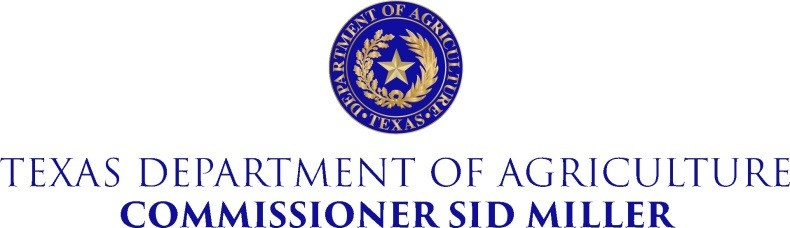 DEPARTMENT OF AGRICULTURE
• TEXAS •
TEXAS DEPARTMENT OF AGRICULTURE
COMMISSIONER SID MILLER